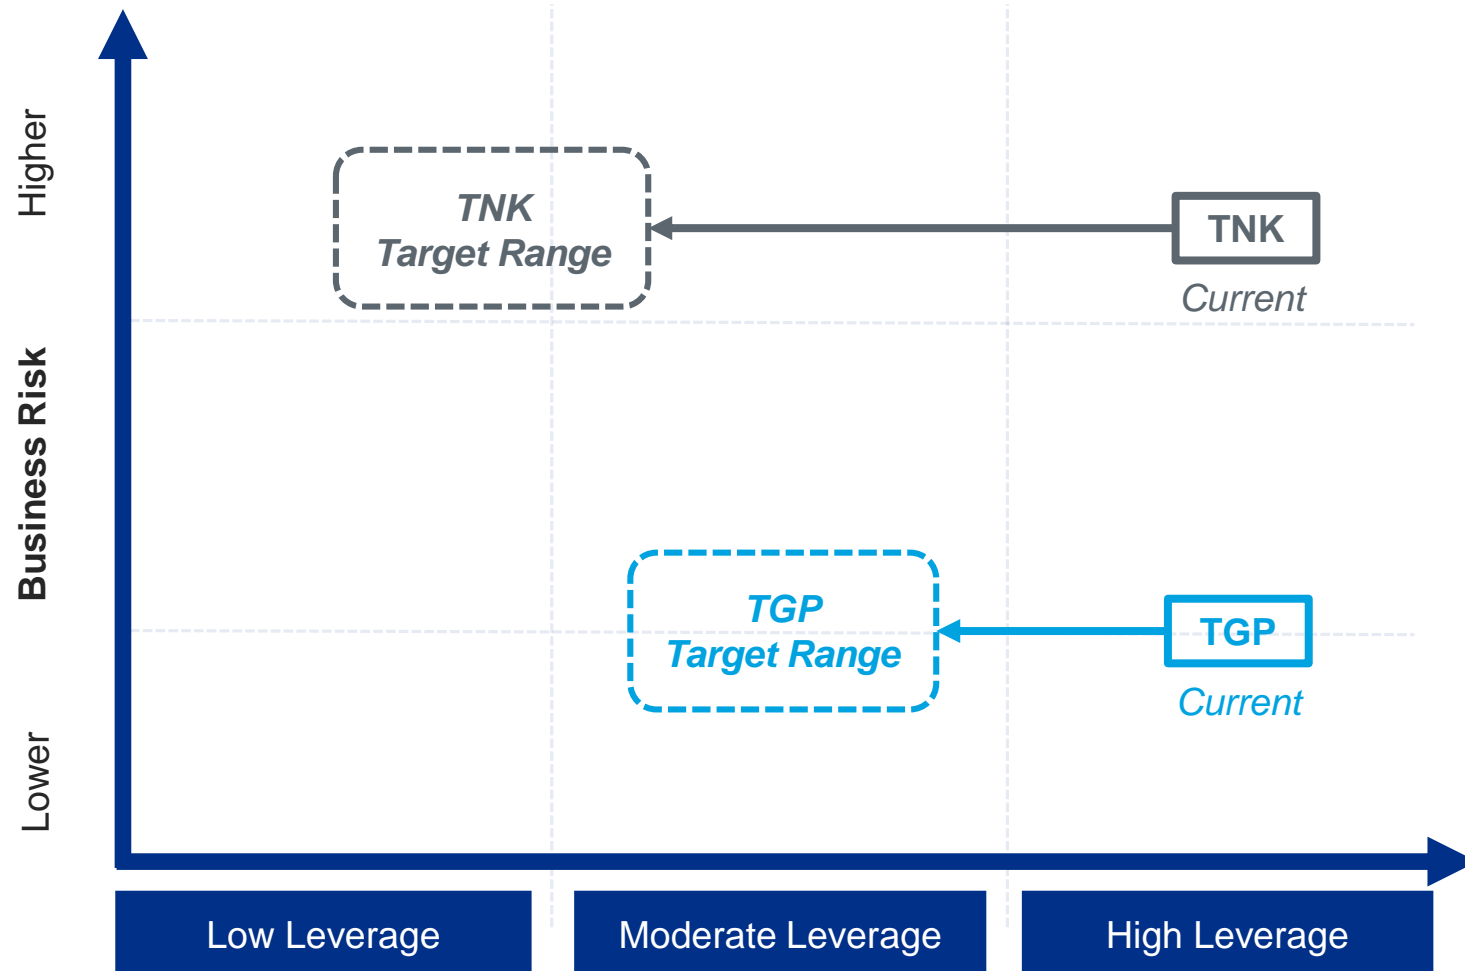 Higher
Business Risk
Lower
TNK
Target Range
TNK
Current
TGP
Target Range
TGP
Current
Low Leverage
Moderate Leverage
High Leverage